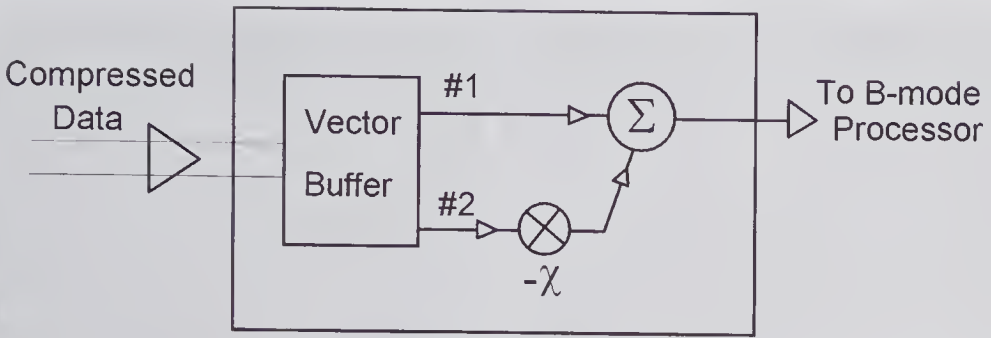 Compressed
Data
Vector
Buffer
#1
#2
Σ
-χ
To B-mode
Processor